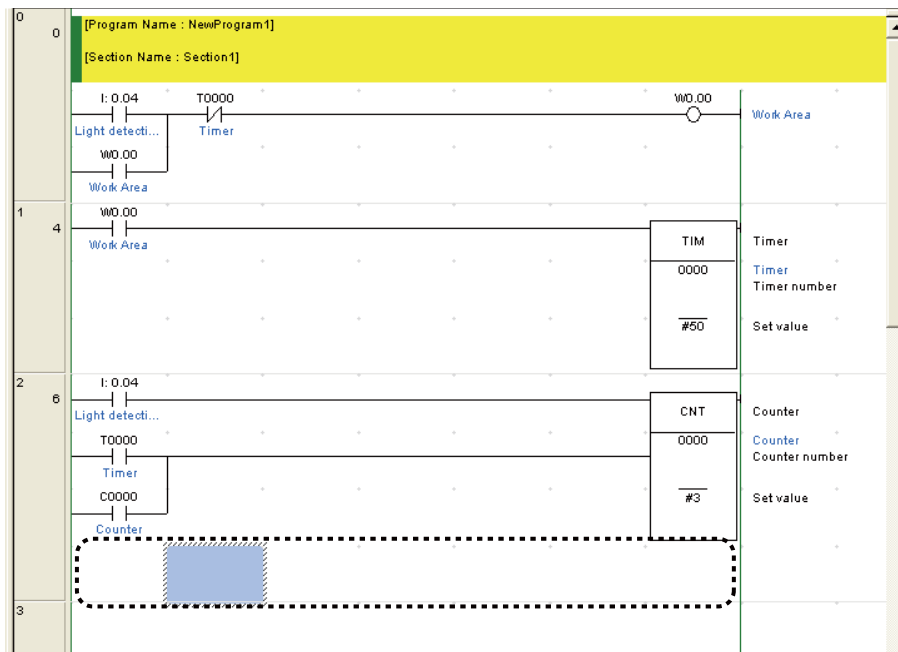 0
0
[Program Name : NewProgram1]
[Section Name : Section1]
I: 0.04 T0000 W0.00
Light detecti... Timer Work Area
W0.00
Work Area
1
4
W0.00
Work Area
TIM Timer
0000 Timer
Timer number
#50 Set value
2
6
I: 0.04
Light detecti...
CNT Counter
T0000 0000 Counter
Timer Counter number
C0000 #3 Set value
Counter
3